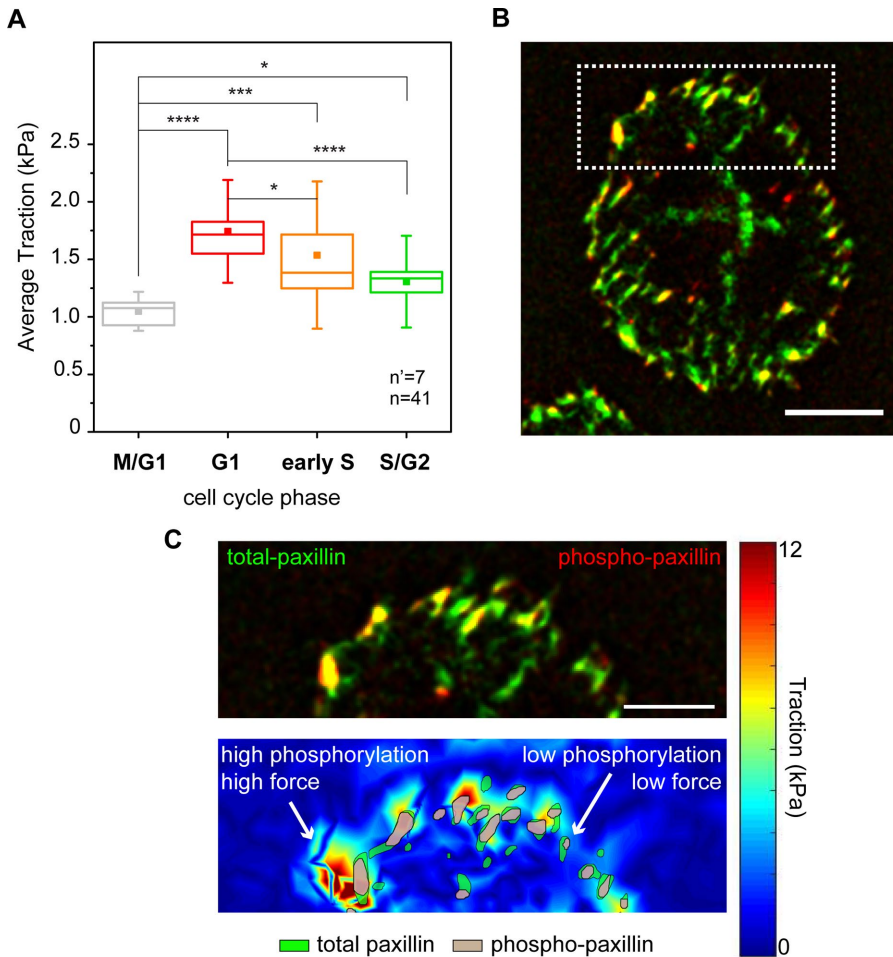 A
Average Traction (kPa)
2.5
2.0
1.5
1.0
0.5
0
*
***
****
****
*
n'=7
n=41
M/G1 G1 early S S/G2
cell cycle phase
B
C
total-paxillin phospho-paxillin
high phosphorylation
high force
low phosphorylation
low force
12
Traction (kPa)
0
total paxillin phospho-paxillin